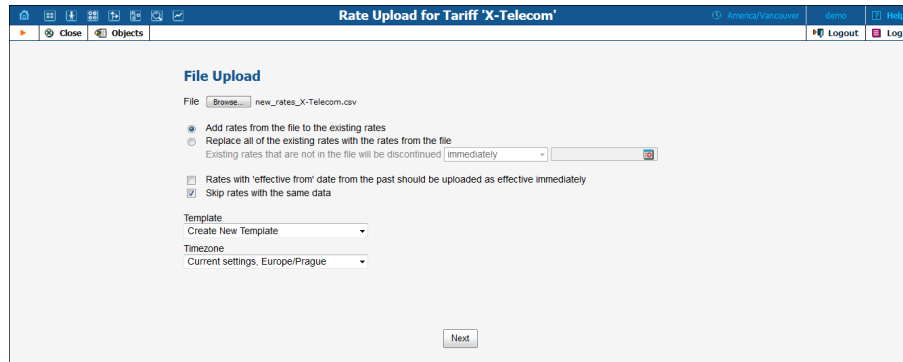 Rate Upload for Tariff 'X-Telecom'
America/Vancouver
demo
Help
Close
Objects
Logout
Log
File Upload
File Browse... new_rates_X-Telecom.csv
Add rates from the file to the existing rates
Replace all of the existing rates with the rates from the file
Existing rates that are not in the file will be discontinued immediately
Rates with 'effective from' date from the past should be uploaded as effective immediately
Skip rates with the same data
Template
Create New Template
Timezone
Current settings, Europe/Prague
Next